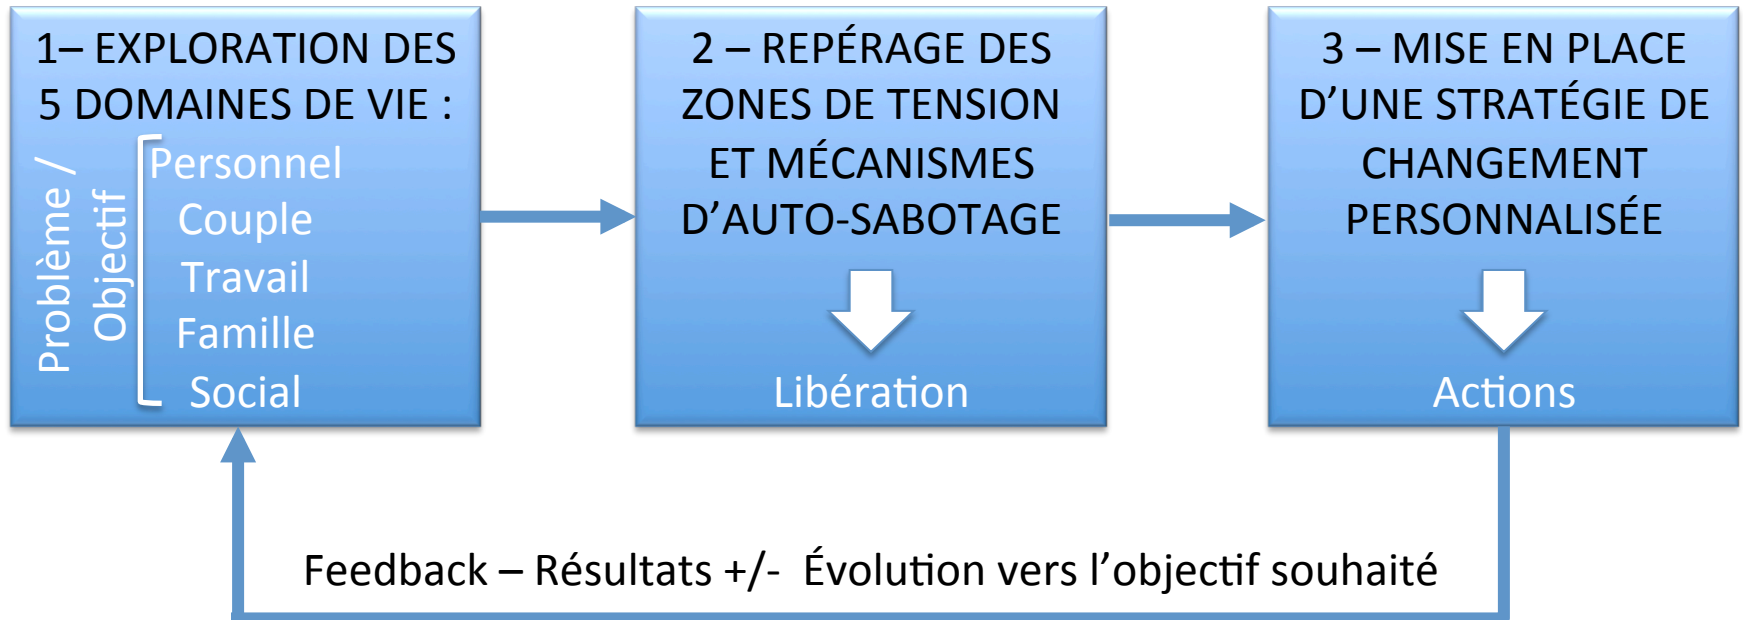 1– EXPLORATION DES
5 DOMAINES DE VIE :
Problème /
Objectif
Personnel
Couple
Travail
Famille
Social
2 – REPÉRAGE DES
ZONES DE TENSION
ET MÉCANISMES
D’AUTO-SABOTAGE
Libération
3 – MISE EN PLACE
D’UNE STRATÉGIE DE
CHANGEMENT
PERSONNALISÉE
Actions
Feedback – Résultats +/- Évolution vers l’objectif souhaité